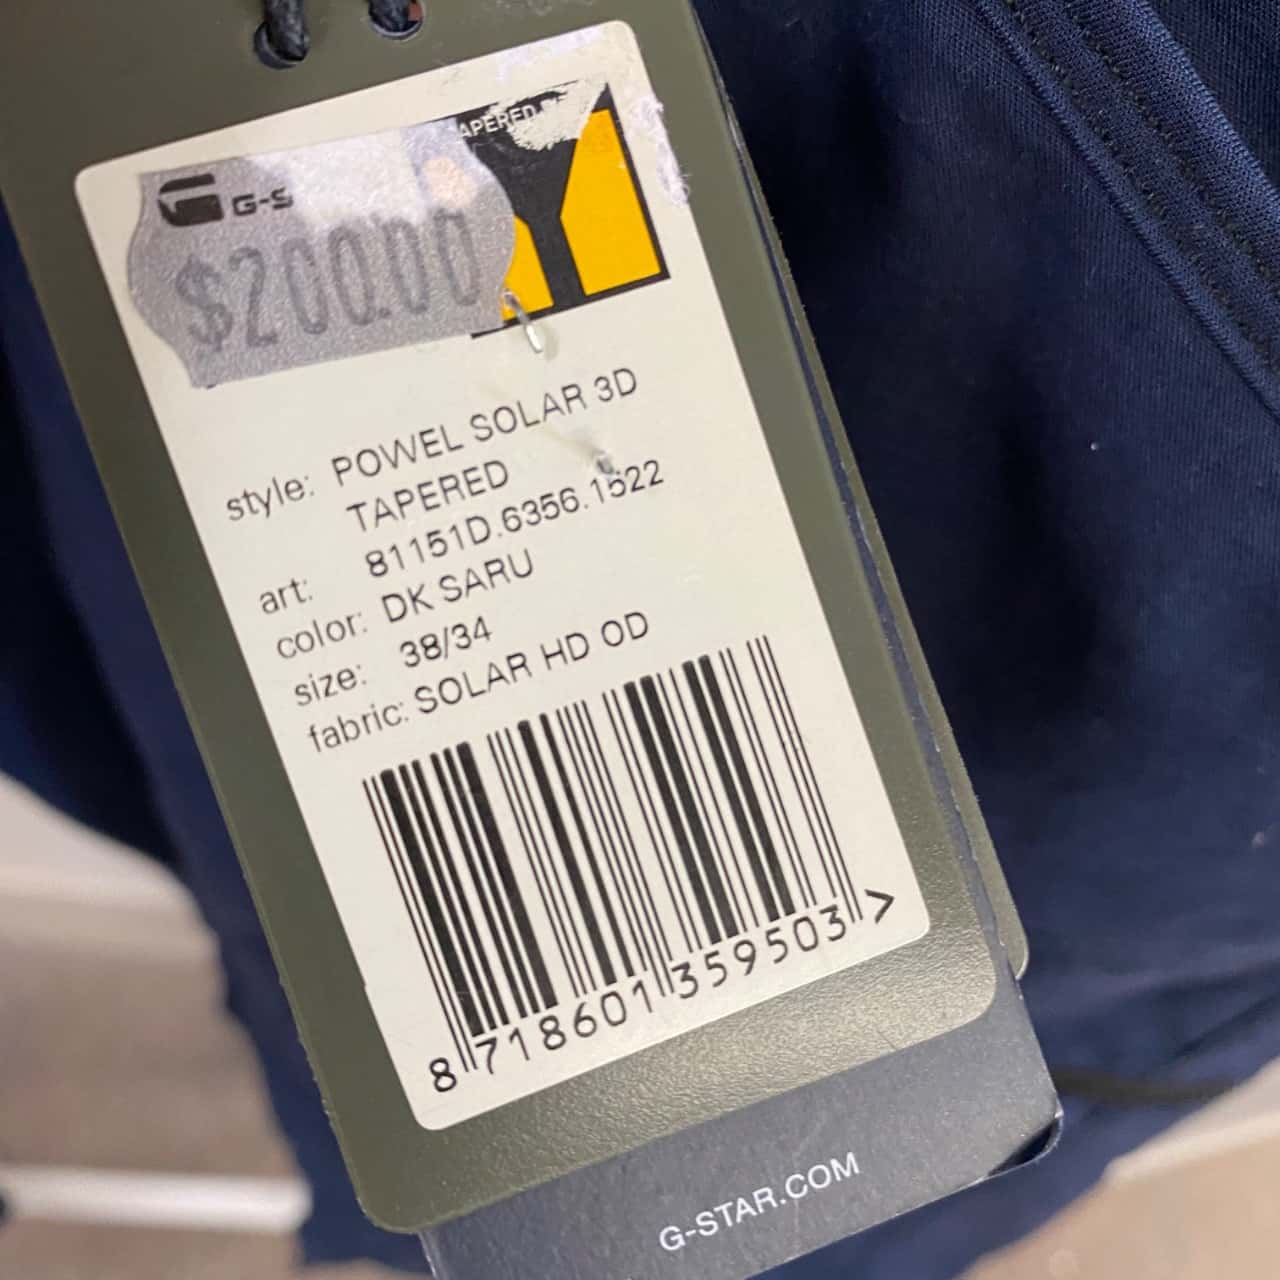 APERED
G-S
$200.00
style: POWEL SOLAR 3D
TAPERED
art: 81151D.6356.1522
color: DK SARU
size: 38/34
fabric: SOLAR HD OD
8 718601 359503 >
G-STAR.COM